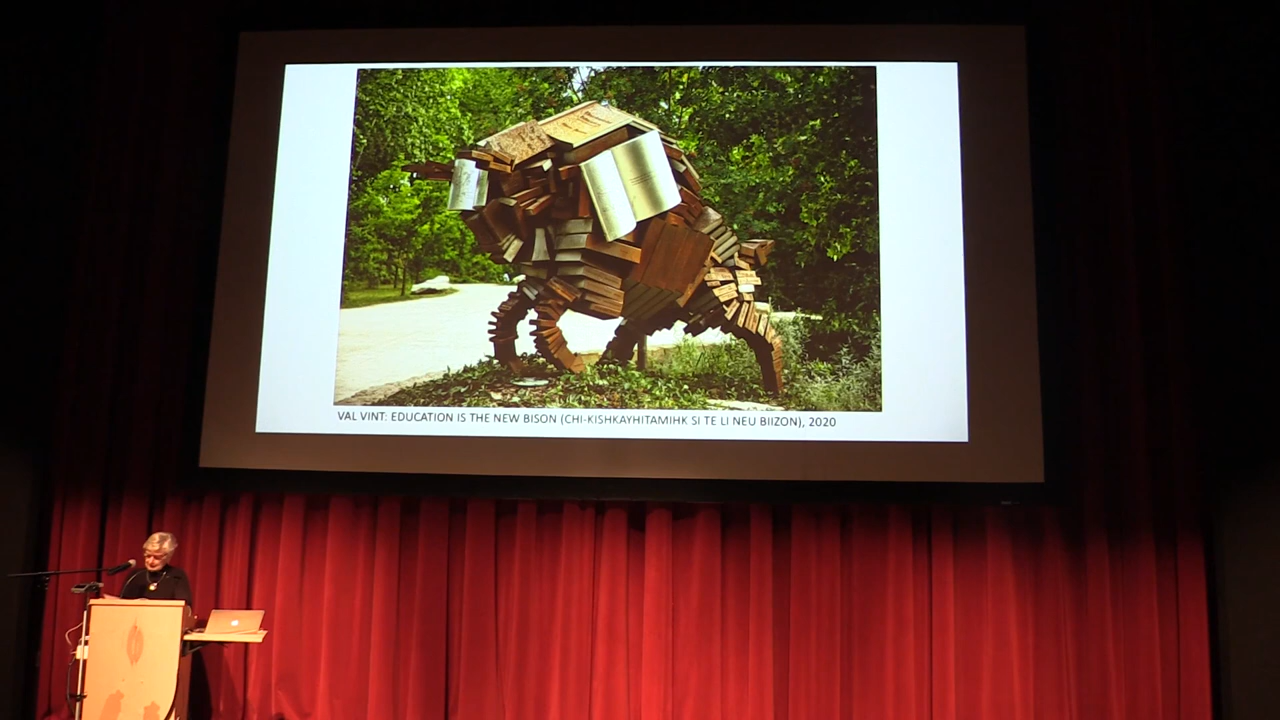 VAL VINT: EDUCATION IS THE NEW BISON (CHI-KISHKAYHITAMIHK SI TE LI NEU BIIZON), 2020